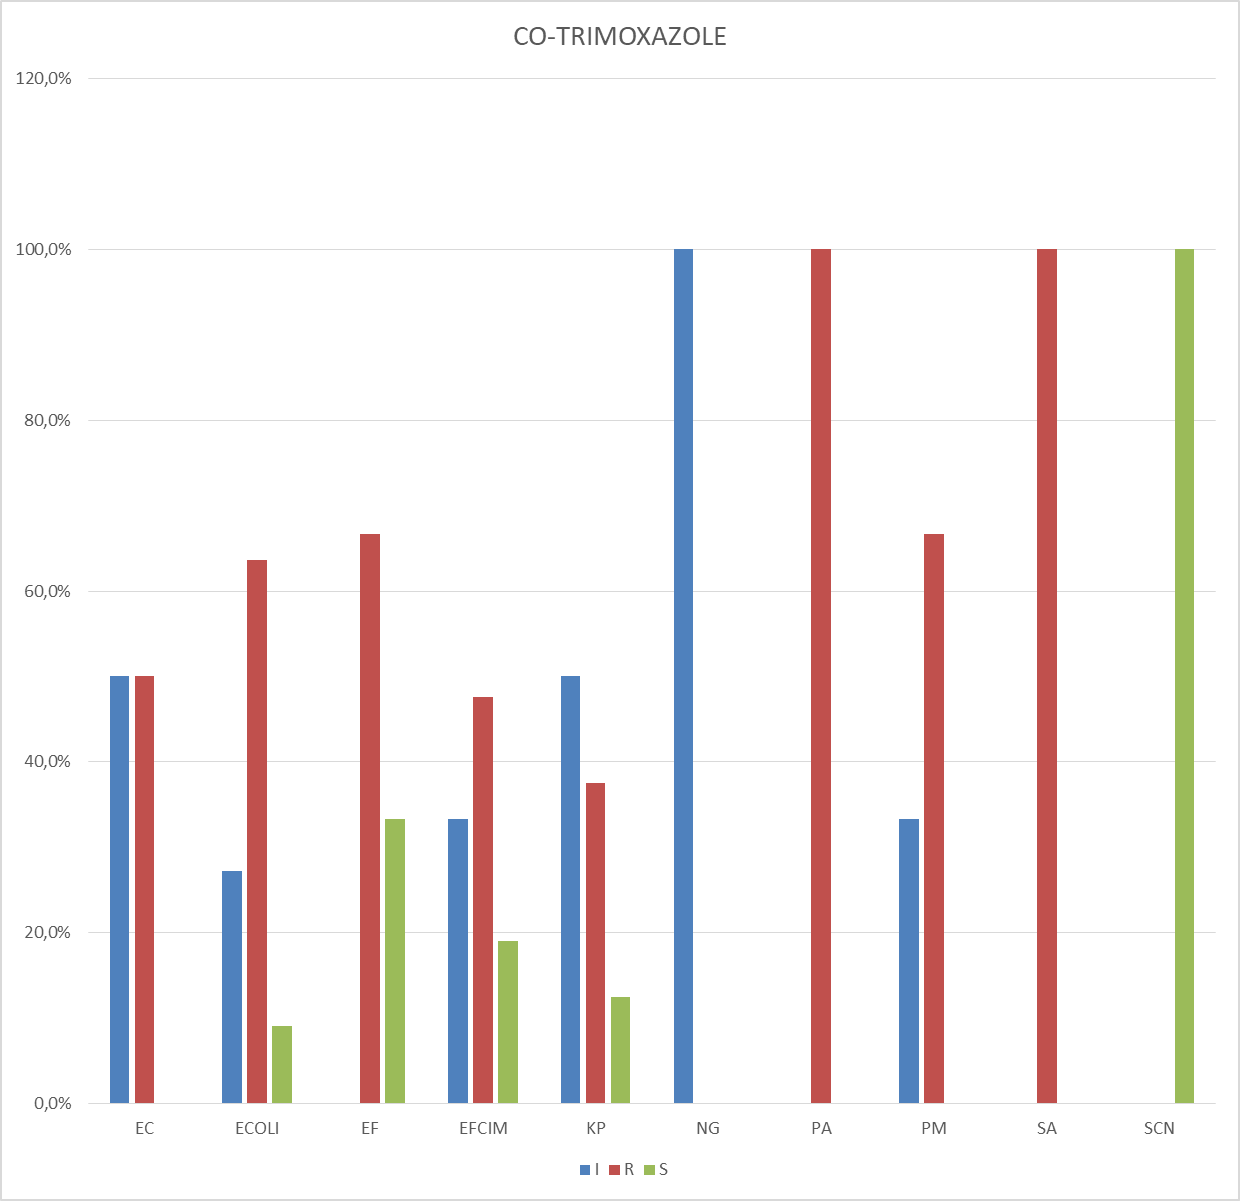 CO-TRIMOXAZOLE
120,0%
100,0%
80,0%
60,0%
40,0%
20,0%
0,0%
EC ECOLI EF EFCIM KP NG PA PM SA SCN
I R S